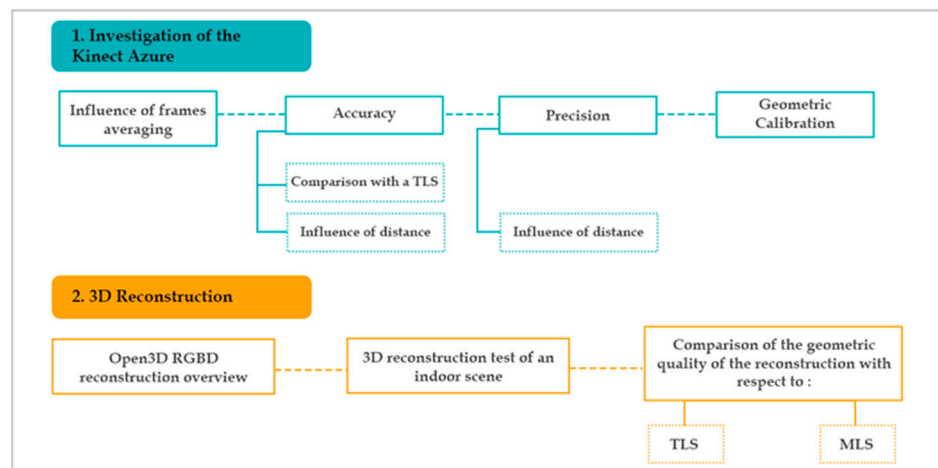 1. Investigation of the
Kinect Azure
Influence of frames
averaging
Accuracy
Precision
Geometric
Calibration
Comparison with a TLS
Influence of distance
Influence of distance
2. 3D Reconstruction
Open3D RGBD
reconstruction overview
3D reconstruction test of an
indoor scene
Comparison of the geometric
quality of the reconstruction with
respect to :
TLS
MLS